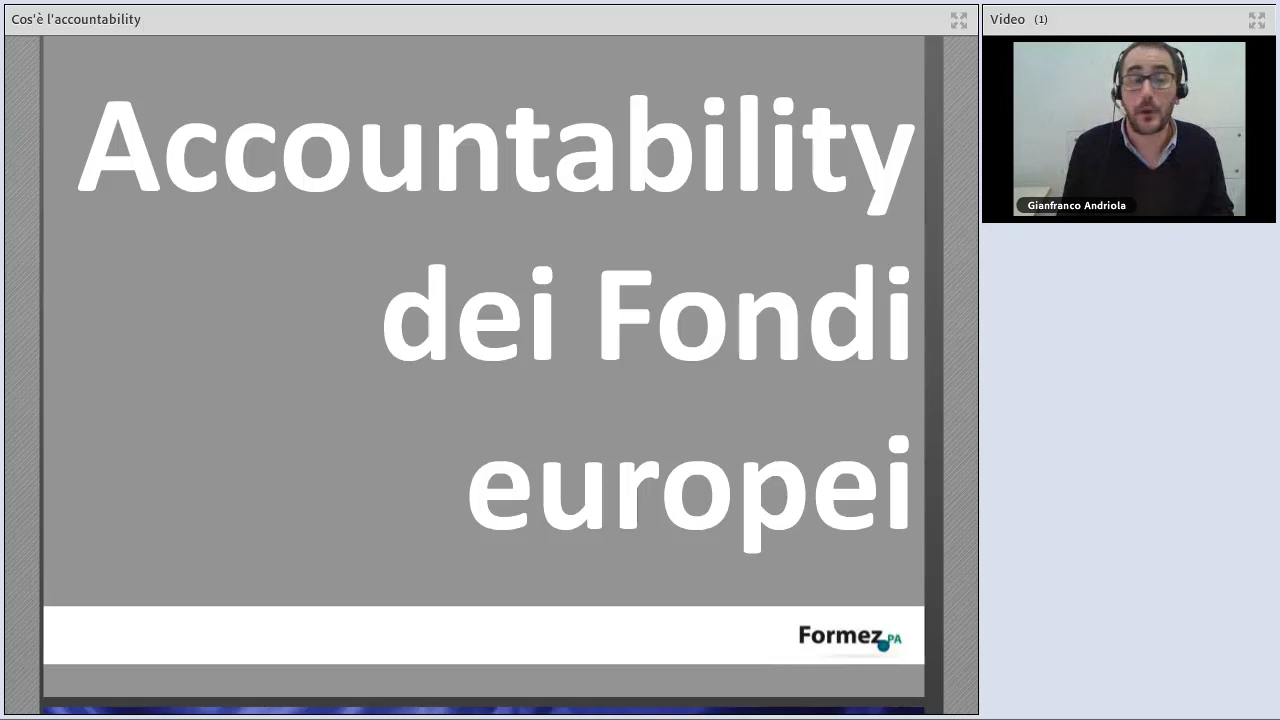 Cos'è l'accountability
Video (1)
Accountability
dei Fondi
europei
Gianfranco Andriola
Formez PA